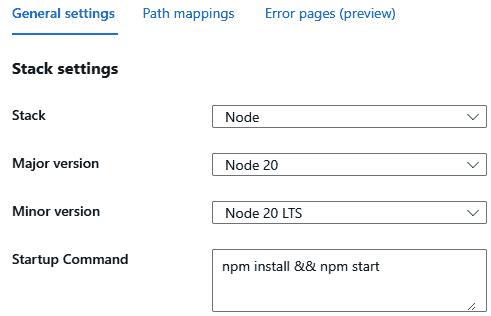 General settings Path mappings Error pages (preview)
Stack settings
Stack Node
Major version Node 20
Minor version Node 20 LTS
Startup Command npm install && npm start